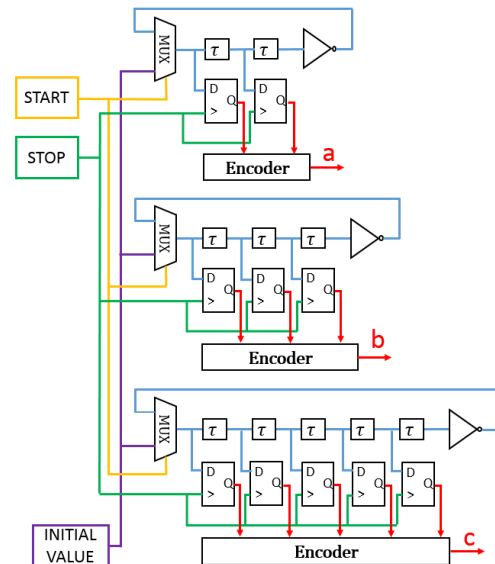 MUX
τ τ
START
D
Q
>
D
Q
>
STOP
Encoder
a
MUX
τ τ τ
D
Q
>
D
Q
>
D
Q
>
b
Encoder
MUX
τ τ τ τ τ
D
Q
>
D
Q
>
D
Q
>
D
Q
>
D
Q
>
INITIAL
VALUE
Encoder
c